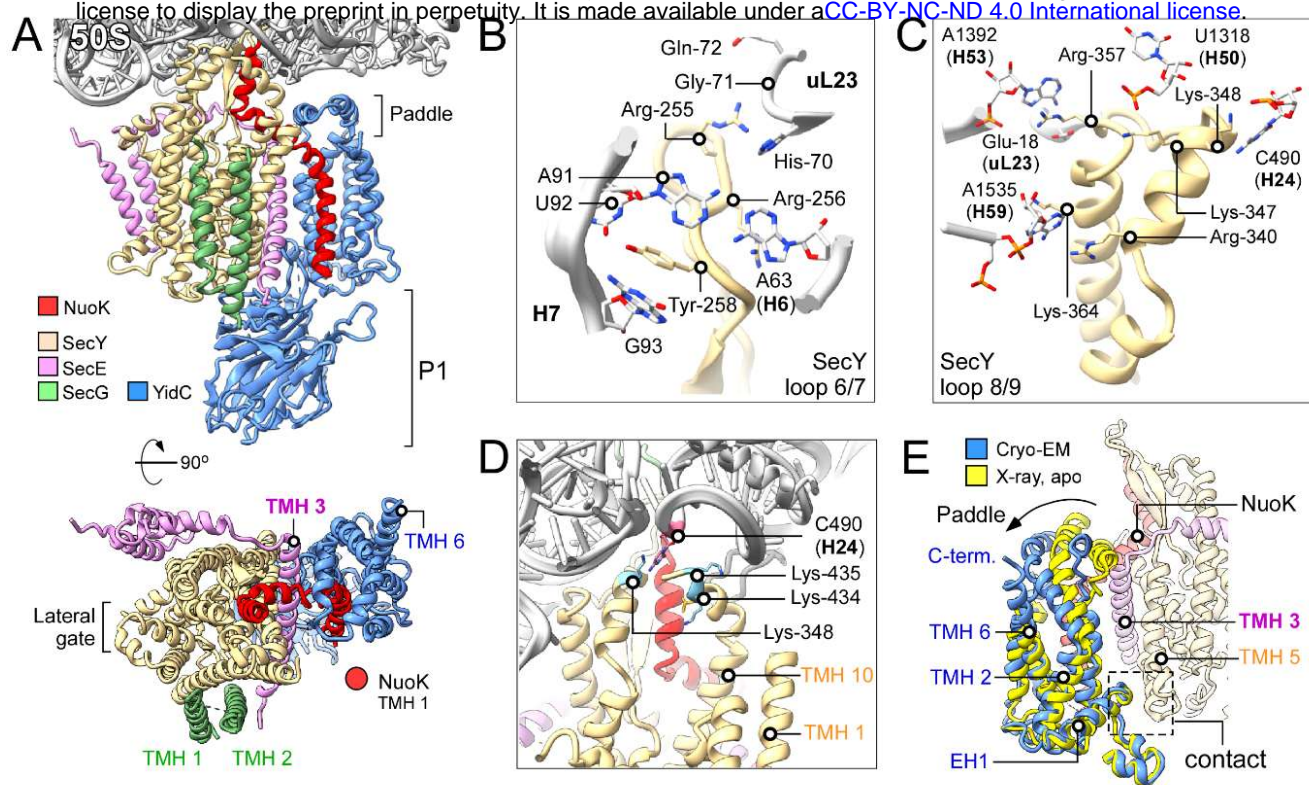 license to display the preprint in perpetuity. It is made available under aCC-BY-NC-ND 4.0 International license.
A
50S
Paddle
NuoK
SecY
SecE
SecG
YidC
P1
90º
TMH 3
TMH 6
Lateral
gate
NuoK
TMH 1
TMH 1
TMH 2
B
Gln-72
Gly-71
uL23
Arg-255
His-70
A91
U92
Arg-256
A63
(H6)
Tyr-258
H7
G93
SecY
loop 6/7
C
A1392
(H53)
Arg-357
U1318
(H50)
Lys-348
Glu-18
(uL23)
C490
(H24)
A1535
(H59)
Lys-347
Arg-340
Lys-364
SecY
loop 8/9
D
C490
(H24)
Lys-435
Lys-434
Lys-348
TMH 10
TMH 1
E
Cryo-EM
X-ray, apo
NuoK
Paddle
C-term.
TMH 6
TMH 3
TMH 5
TMH 2
EH1
contact